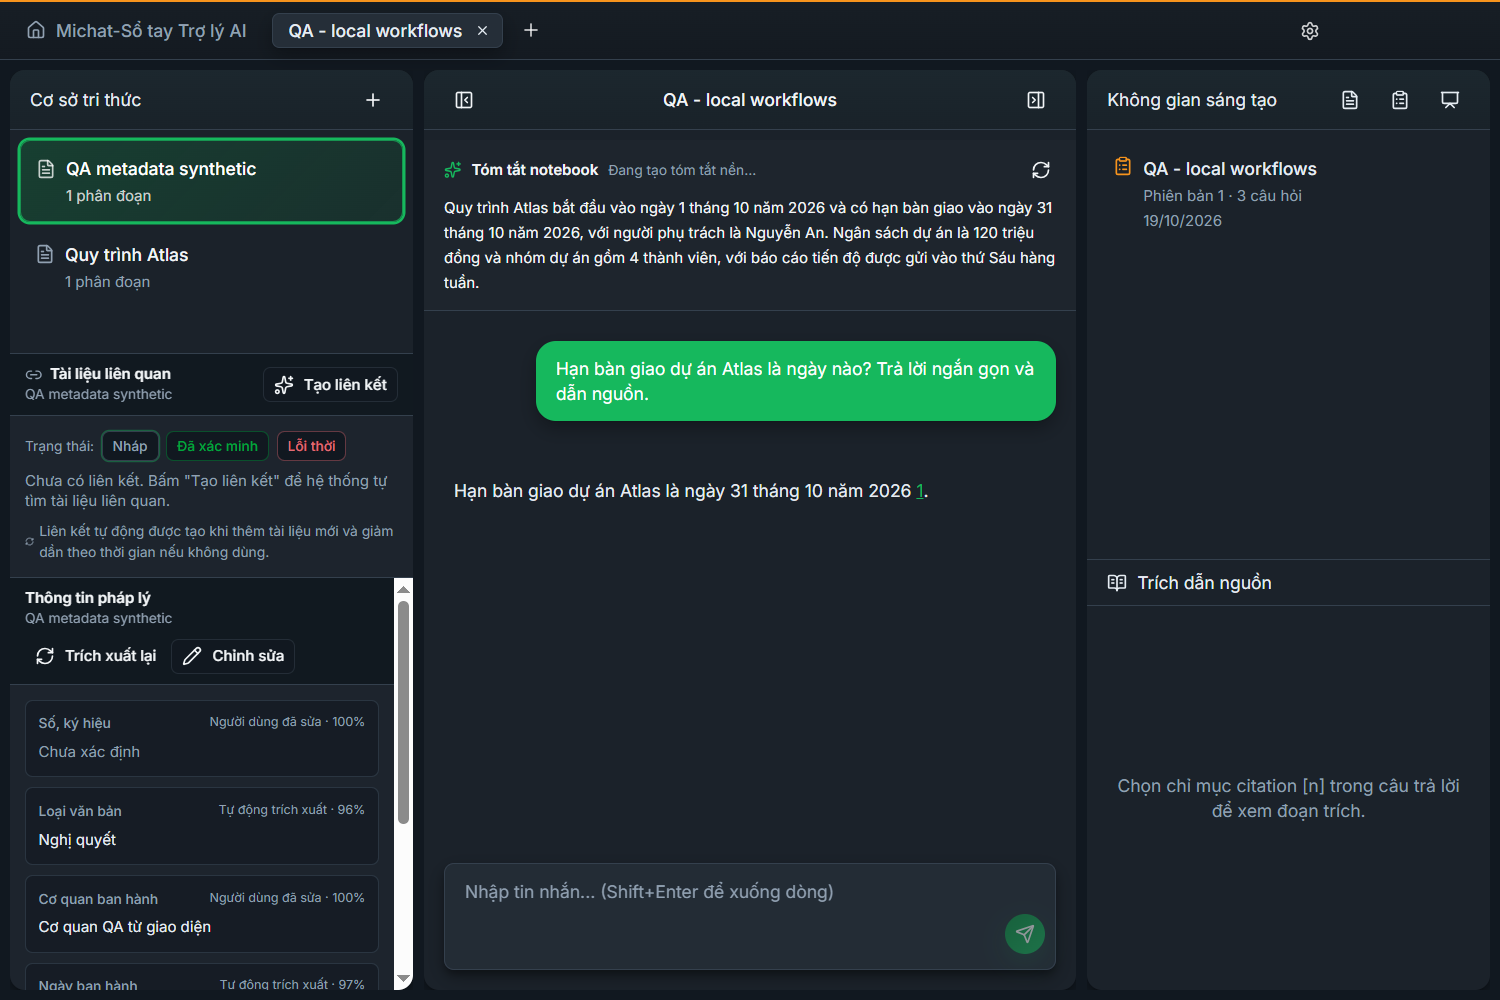 Michat-Sổ tay Trợ lý AI
QA - local workflows
Cơ sở tri thức
QA metadata synthetic
1 phân đoạn
Quy trình Atlas
1 phân đoạn
Tài liệu liên quan
QA metadata synthetic
Tạo liên kết
Trạng thái:
Nháp
Đã xác minh
Lỗi thời
Chưa có liên kết. Bấm "Tạo liên kết" để hệ thống tự
tìm tài liệu liên quan.
Liên kết tự động được tạo khi thêm tài liệu mới và giảm
dần theo thời gian nếu không dùng.
Thông tin pháp lý
QA metadata synthetic
Trích xuất lại
Chỉnh sửa
Số, ký hiệu
Người dùng đã sửa · 100%
Chưa xác định
Loại văn bản
Tự động trích xuất · 96%
Nghị quyết
Cơ quan ban hành
Người dùng đã sửa · 100%
Cơ quan QA từ giao diện
Ngày ban hành
Tự động trích xuất · 97%
QA - local workflows
Tóm tắt notebook
Đang tạo tóm tắt nền...
Quy trình Atlas bắt đầu vào ngày 1 tháng 10 năm 2026 và có hạn bàn giao vào ngày 31
tháng 10 năm 2026, với người phụ trách là Nguyễn An. Ngân sách dự án là 120 triệu
đồng và nhóm dự án gồm 4 thành viên, với báo cáo tiến độ được gửi vào thứ Sáu hàng
tuần.
Hạn bàn giao dự án Atlas là ngày nào? Trả lời ngắn gọn và
dẫn nguồn.
Hạn bàn giao dự án Atlas là ngày 31 tháng 10 năm 2026 1.
Nhập tin nhắn... (Shift+Enter để xuống dòng)
Không gian sáng tạo
QA - local workflows
Phiên bản 1 · 3 câu hỏi
19/10/2026
Trích dẫn nguồn
Chọn chỉ mục citation [n] trong câu trả lời
để xem đoạn trích.